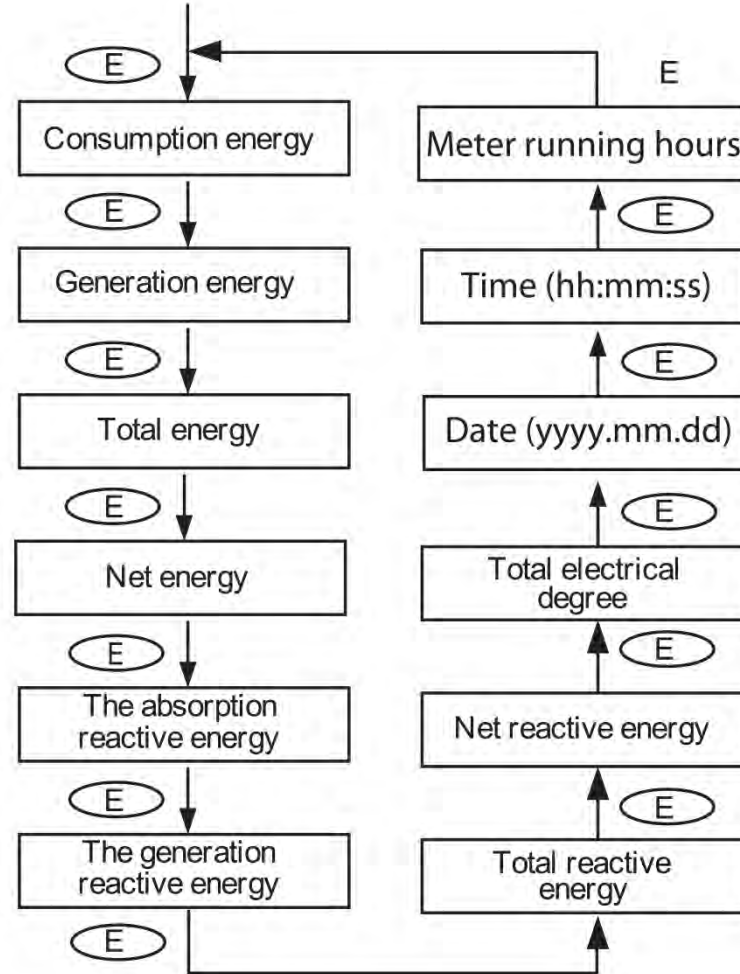 E
Consumption energy
E
Generation energy
E
Total energy
E
Net energy
E
The absorption
reactive energy
E
The generation
reactive energy
E
Total reactive
energy
E
Net reactive energy
E
Total electrical
degree
E
Date (yyyy.mm.dd)
E
Time (hh:mm:ss)
E
Meter running hours
E